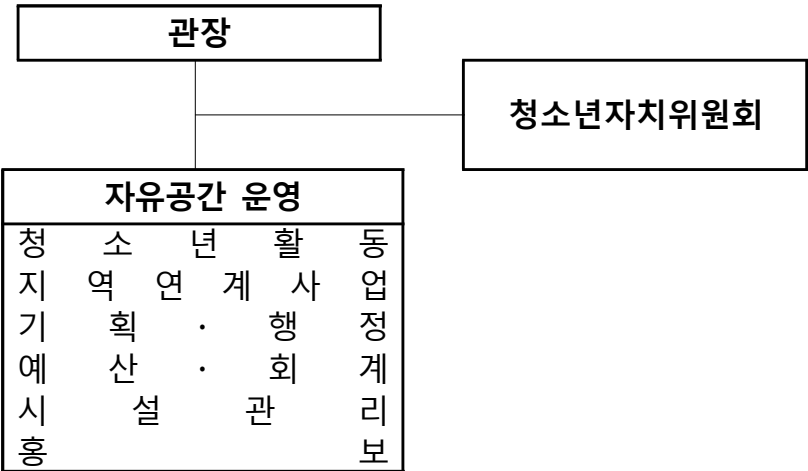 관장
청소년자치위원회
자유공간 운영
청소년활동
지역연계사업
기획·행정
예산·회계
시설관리
홍보